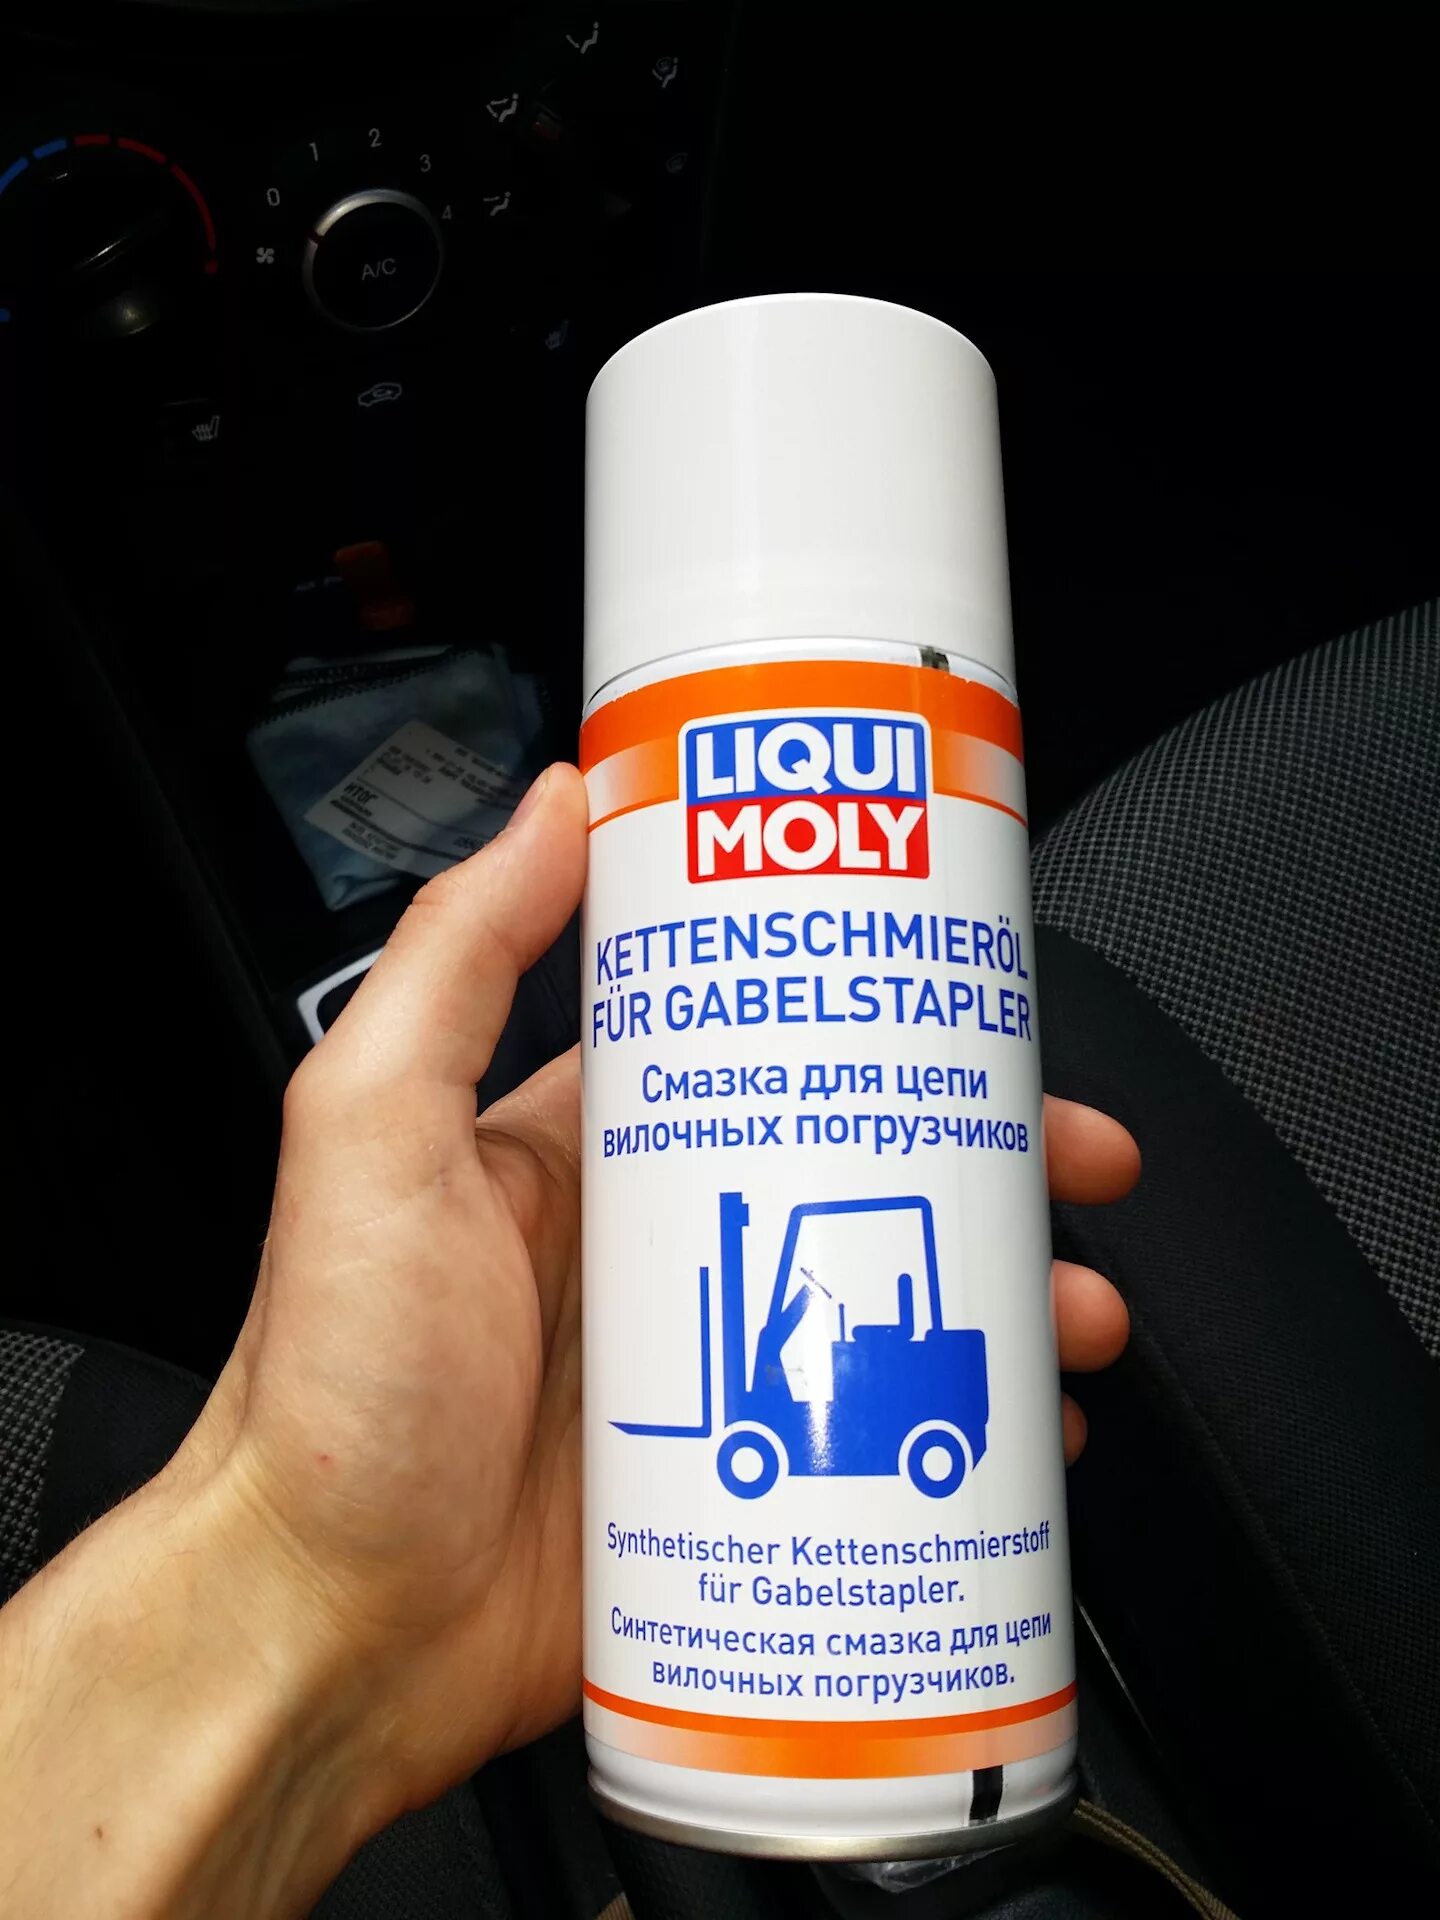 0
1
2
3
4
A/C
ИТОГ
LIQUI
MOLY
KETTENSCHMIERÖL
FÜR GABELSTAPLER
Смазка для цепи
вилочных погрузчиков
Synthetischer Kettenschmierstoff
für Gabelstapler.
Синтетическая смазка для цепи
вилочных погрузчиков.